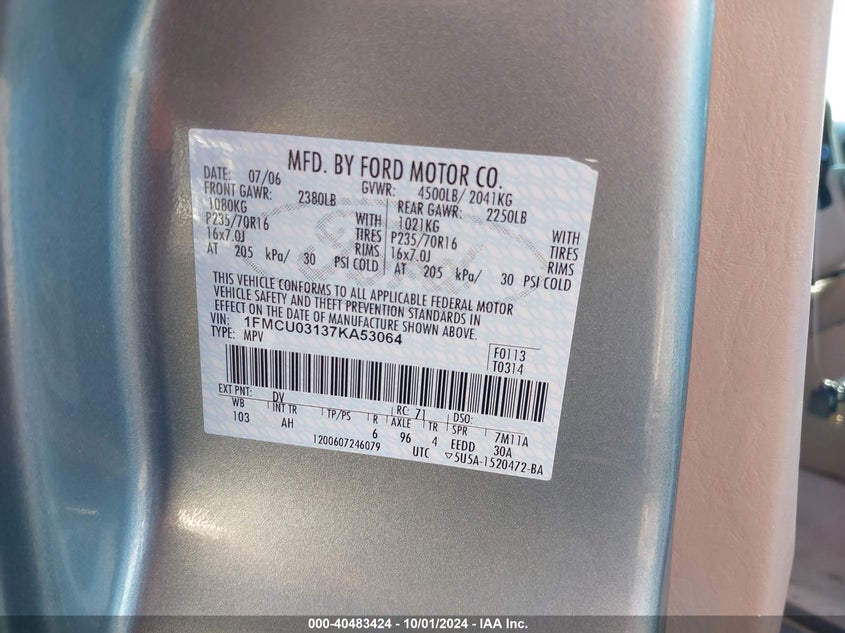 MFD. BY FORD MOTOR CO.
DATE: 07/06 GVWR: 4500LB/ 2041KG
FRONT GAWR: 2380LB REAR GAWR: 2250LB
1080KG WITH 1021KG WITH
P235/70R16 TIRES P235/70R16 TIRES
16x7.0J RIMS 16x7.0J RIMS
AT 205 kPa/ 30 PSI COLD AT 205 kPa/ 30 PSI COLD
THIS VEHICLE CONFORMS TO ALL APPLICABLE FEDERAL MOTOR
VEHICLE SAFETY AND THEFT PREVENTION STANDARDS IN
EFFECT ON THE DATE OF MANUFACTURE SHOWN ABOVE.
VIN: 1FMCU03137KA53064
TYPE: MPV
F0113
T0314
EXT PNT: DV RC: 71 DSO:
WB INT TR TP/PS R AXLE TR SPR 7M11A
103 AH 6 96 4 EEDD 30A
1200607246079 UTC ▽5U5A-1520472-BA
Ford
000-40483424 - 10/01/2024 - IAA Inc.